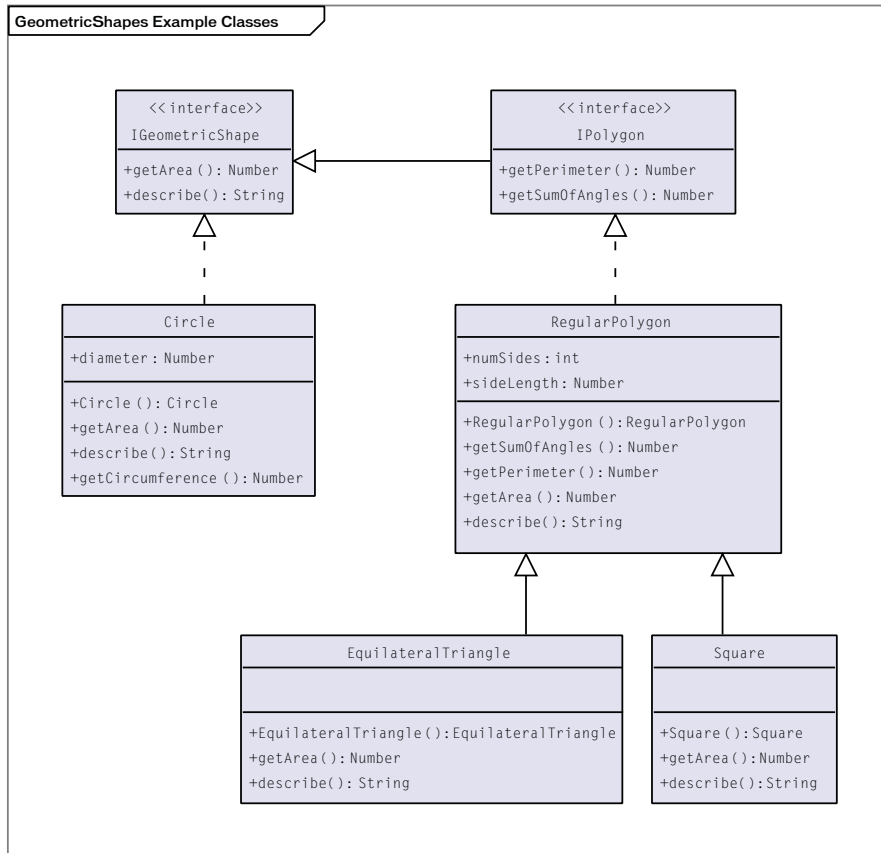 GeometricShapes Example Classes
<<interface>>
IGeometricShape
+getArea(): Number
+describe(): String
<<interface>>
IPolygon
+getPerimeter(): Number
+getSumOfAngles(): Number
Circle
+diameter: Number
+Circle(): Circle
+getArea(): Number
+describe(): String
+getCircumference(): Number
RegularPolygon
+numSides: int
+sideLength: Number
+RegularPolygon(): RegularPolygon
+getSumOfAngles(): Number
+getPerimeter(): Number
+getArea(): Number
+describe(): String
EquilateralTriangle
+EquilateralTriangle(): EquilateralTriangle
+getArea(): Number
+describe(): String
Square
+Square(): Square
+getArea(): Number
+describe(): String